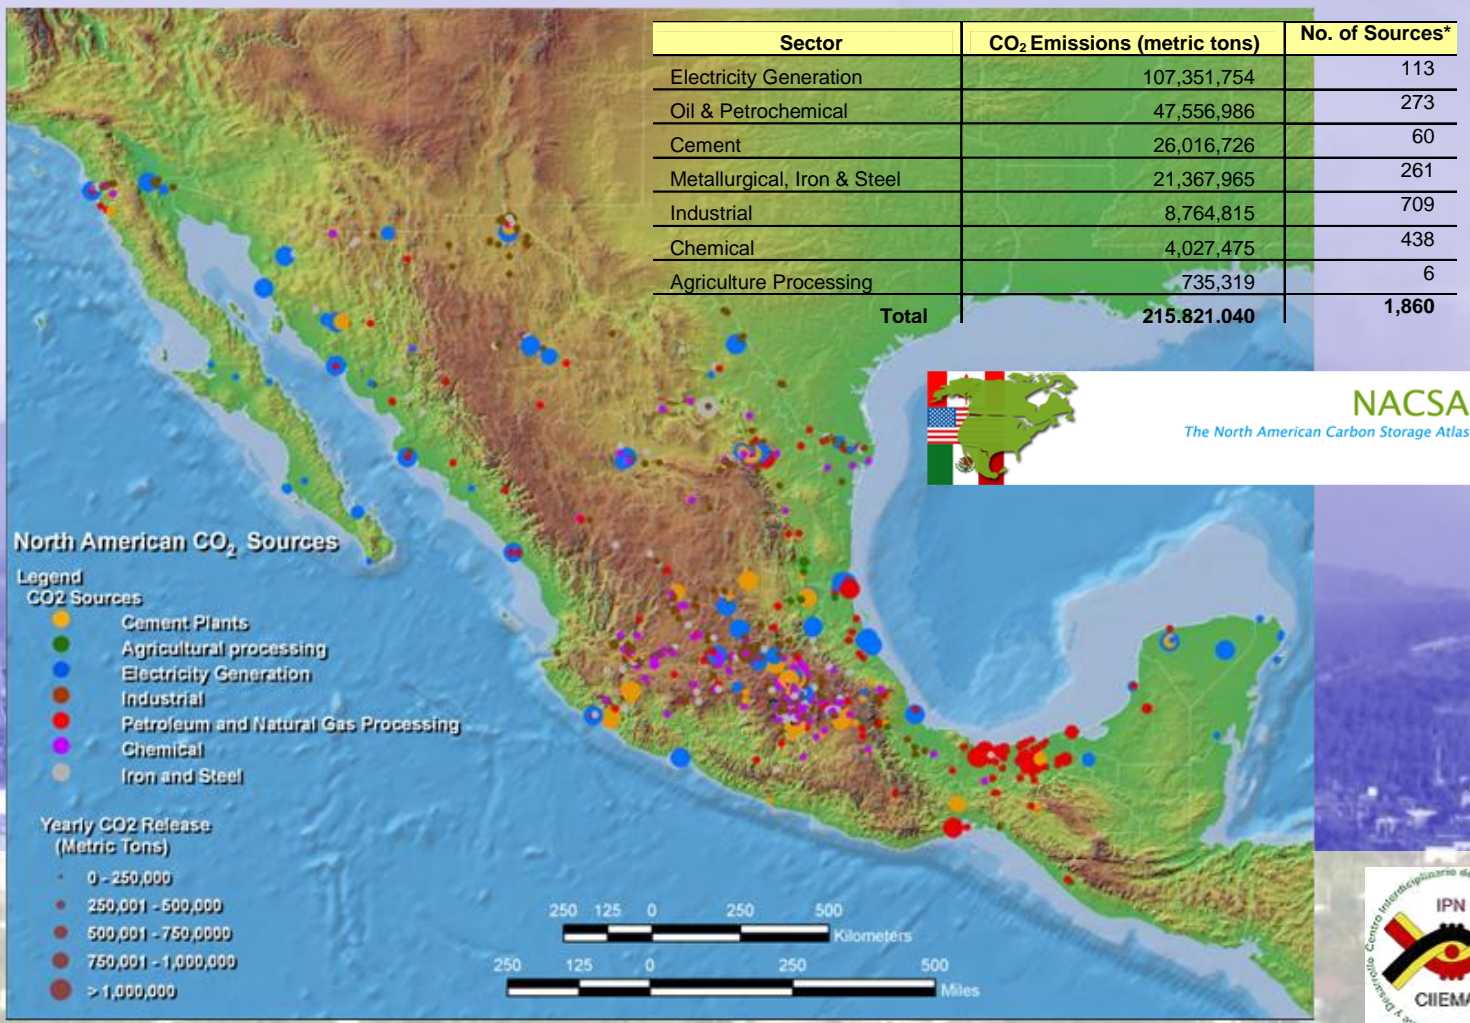 Sector CO2 Emissions (metric tons) No. of Sources*
Electricity Generation 107,351,754 113
Oil & Petrochemical 47,556,986 273
Cement 26,016,726 60
Metallurgical, Iron & Steel 21,367,965 261
Industrial 8,764,815 709
Chemical 4,027,475 438
Agriculture Processing 735,319 6
Total 215.821.040 1,860
NACSA
The North American Carbon Storage Atlas
North American CO2 Sources
Legend
CO2 Sources
Cement Plants
Agricultural processing
Electricity Generation
Industrial
Petroleum and Natural Gas Processing
Chemical
Iron and Steel
Yearly CO2 Release
(Metric Tons)
0 - 250,000
250,001 - 500,000
500,001 - 750,0000
750,001 - 1,000,000
> 1,000,000
250 125 0 250 500
Kilometers
250 125 0 250 500
Miles
Centro Interdisciplinario de
IPN
CIIEMA
y Desarrollo